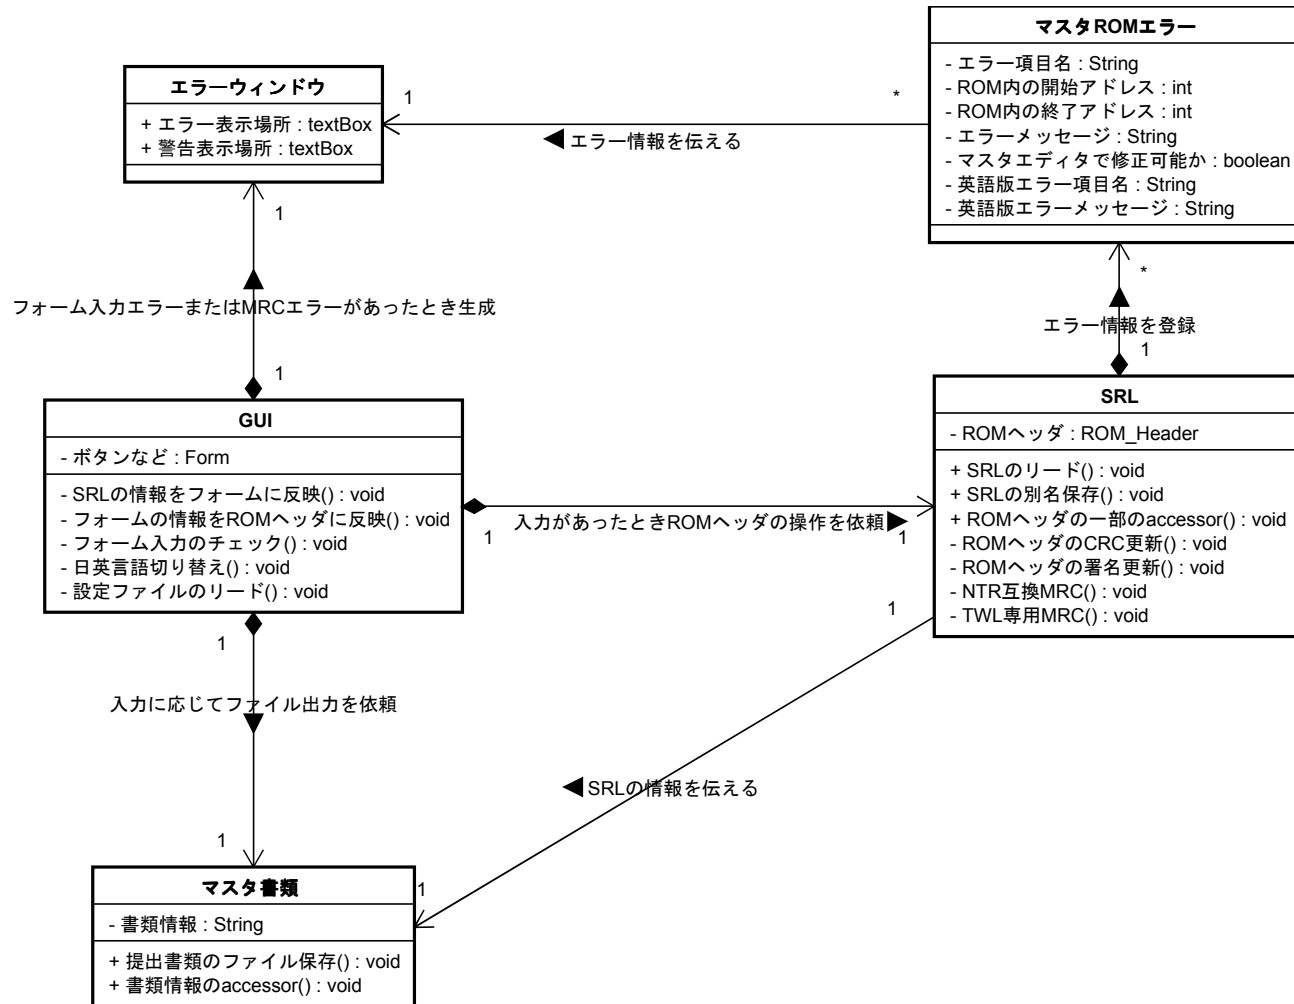 マスタROMエラー
- エラー項目名 : String
- ROM内の開始アドレス : int
- ROM内の終了アドレス : int
- エラーメッセージ : String
- マスタエディタで修正可能か : boolean
- 英語版エラー項目名 : String
- 英語版エラーメッセージ : String
エラーウィンドウ
+ エラー表示場所 : textBox
+ 警告表示場所 : textBox
1
*
◀ エラー情報を伝える
1
フォーム入力エラーまたはMRCエラーがあったとき生成
1
*
エラー情報を登録
1
GUI
- ボタンなど : Form
- SRLの情報をフォームに反映() : void
- フォームの情報をROMヘッダに反映() : void
- フォーム入力のチェック() : void
- 日英言語切り替え() : void
- 設定ファイルのリード() : void
1
入力があったときROMヘッダの操作を依頼▶
1
SRL
- ROMヘッダ : ROM_Header
+ SRLのリード() : void
+ SRLの別名保存() : void
+ ROMヘッダの一部のaccessor() : void
- ROMヘッダのCRC更新() : void
- ROMヘッダの署名更新() : void
- NTR互換MRC() : void
- TWL専用MRC() : void
1
1
入力に応じてファイル出力を依頼
1
◀ SRLの情報を伝える
1
マスタ書類
- 書類情報 : String
+ 提出書類のファイル保存() : void
+ 書類情報のaccessor() : void